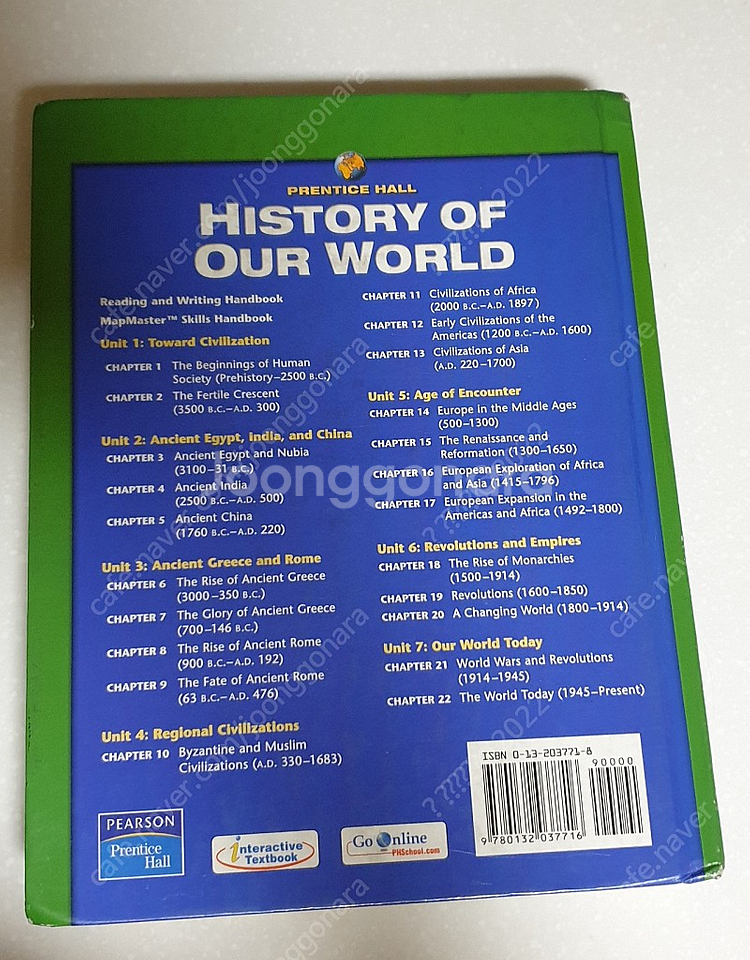 PRENTICE HALL
HISTORY OF
OUR WORLD
Reading and Writing Handbook
MapMaster™ Skills Handbook
Unit 1: Toward Civilization
CHAPTER 1 The Beginnings of Human
Society (Prehistory–2500 B.C.)
CHAPTER 2 The Fertile Crescent
(3500 B.C.–A.D. 300)
Unit 2: Ancient Egypt, India, and China
CHAPTER 3 Ancient Egypt and Nubia
(3100–31 B.C.)
CHAPTER 4 Ancient India
(2500 B.C.–A.D. 500)
CHAPTER 5 Ancient China
(1760 B.C.–A.D. 220)
Unit 3: Ancient Greece and Rome
CHAPTER 6 The Rise of Ancient Greece
(3000–350 B.C.)
CHAPTER 7 The Glory of Ancient Greece
(700–146 B.C.)
CHAPTER 8 The Rise of Ancient Rome
(900 B.C.–A.D. 192)
CHAPTER 9 The Fate of Ancient Rome
(63 B.C.–A.D. 476)
Unit 4: Regional Civilizations
CHAPTER 10 Byzantine and Muslim
Civilizations (A.D. 330–1683)
CHAPTER 11 Civilizations of Africa
(2000 B.C.–A.D. 1897)
CHAPTER 12 Early Civilizations of the
Americas (1200 B.C.–A.D. 1600)
CHAPTER 13 Civilizations of Asia
(A.D. 220–1700)
Unit 5: Age of Encounter
CHAPTER 14 Europe in the Middle Ages
(500–1300)
CHAPTER 15 The Renaissance and
Reformation (1300–1650)
CHAPTER 16 European Exploration of Africa
and Asia (1415–1796)
CHAPTER 17 European Expansion in the
Americas and Africa (1492–1800)
Unit 6: Revolutions and Empires
CHAPTER 18 The Rise of Monarchies
(1500–1914)
CHAPTER 19 Revolutions (1600–1850)
CHAPTER 20 A Changing World (1800–1914)
Unit 7: Our World Today
CHAPTER 21 World Wars and Revolutions
(1914–1945)
CHAPTER 22 The World Today (1945–Present)
ISBN 0-13-203771-8
90000
9 780132 037716
PEARSON
Prentice
Hall
interactive
Textbook
Go Online
PHSchool.com
joonggonara
cafe.naver.com/joonggonara